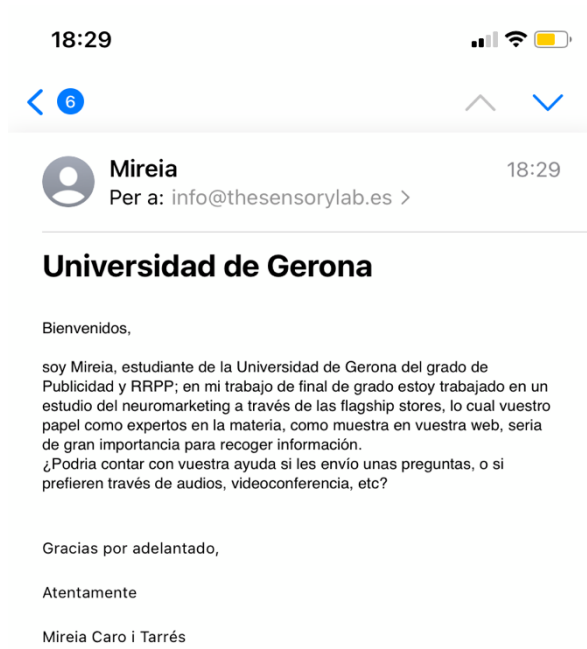 18:29
6
Mireia
18:29
Per a: info@thesensorylab.es >
Universidad de Gerona
Bienvenidos,
soy Mireia, estudiante de la Universidad de Gerona del grado de
Publicidad y RRPP; en mi trabajo de final de grado estoy trabajado en un
estudio del neuromarketing a través de las flagship stores, lo cual vuestro
papel como expertos en la materia, como muestra en vuestra web, seria
de gran importancia para recoger información.
¿Podria contar con vuestra ayuda si les envío unas preguntas, o si
prefieren través de audios, videoconferencia, etc?
Gracias por adelantado,
Atentamente
Mireia Caro i Tarrés